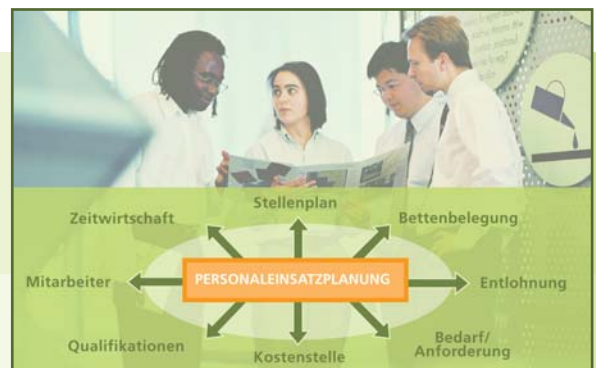 Stellenplan
Zeitwirtschaft
Bettenbelegung
Mitarbeiter
PERSONALEINSATZPLANUNG
Entlohnung
Qualifikationen
Kostenstelle
Bedarf/
Anforderung